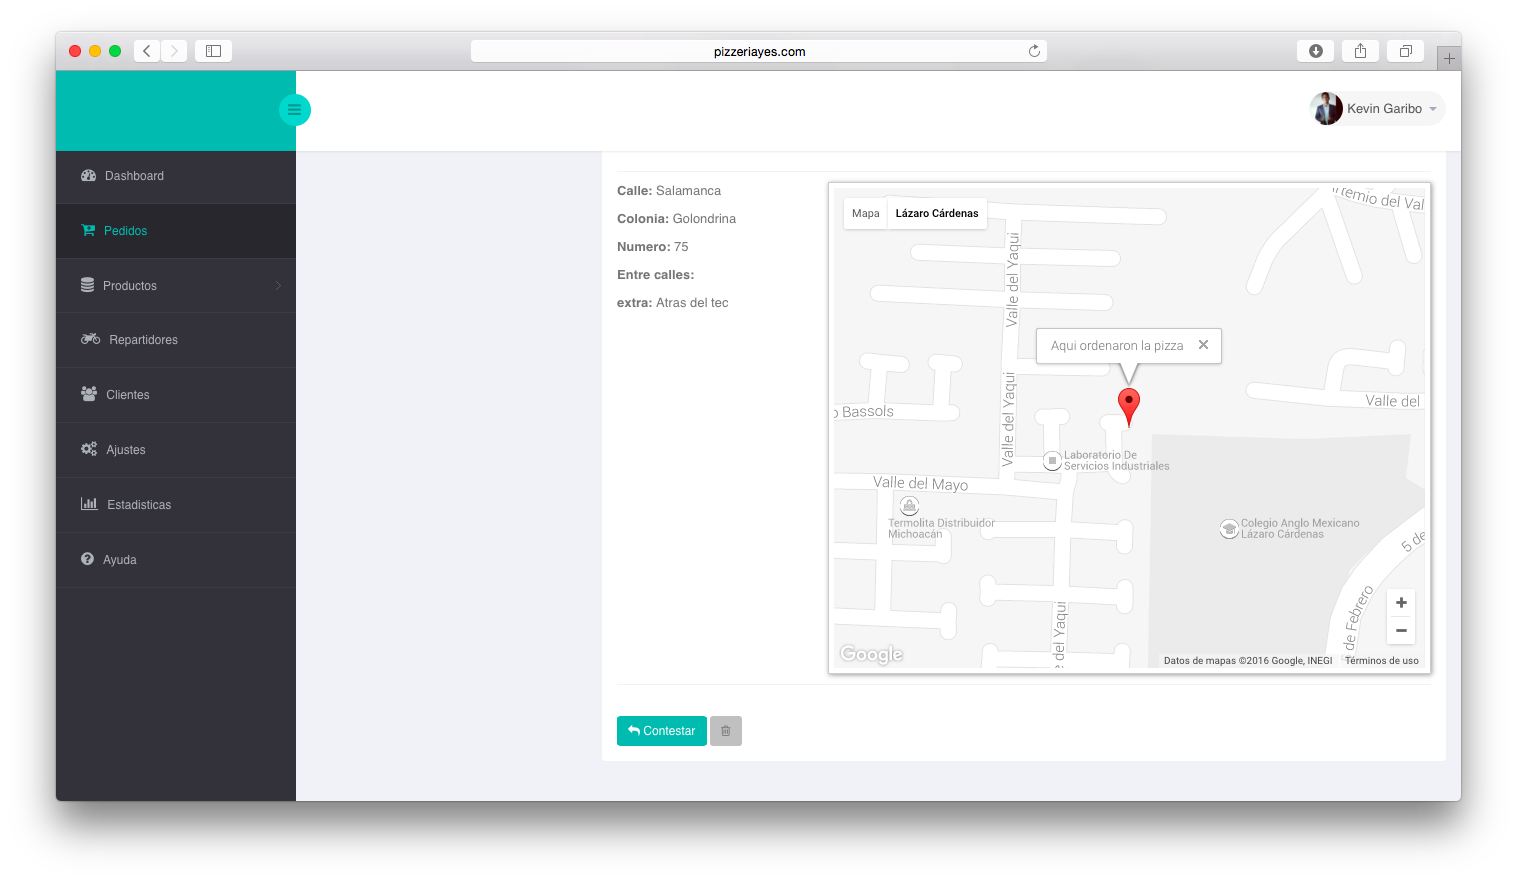 pizzeriayes.com
Kevin Garibo
Dashboard
Pedidos
Productos
Repartidores
Clientes
Ajustes
Estadisticas
Ayuda
Calle: Salamanca
Colonia: Golondrina
Numero: 75
Entre calles:
extra: Atras del tec
Mapa
Lázaro Cárdenas
rtemio del Val
Valle del Yaqui
Aqui ordenaron la pizza
Valle del Yaqui
o Bassols
Valle del
Laboratorio De
Servicios Industriales
Valle del Mayo
Termolita Distribuidor
Michoacán
Colegio Anglo Mexicano
Lázaro Cárdenas
5 de
de Febrero
e del Yaqui
Google
Datos de mapas ©2016 Google, INEGI
Términos de uso
Contestar